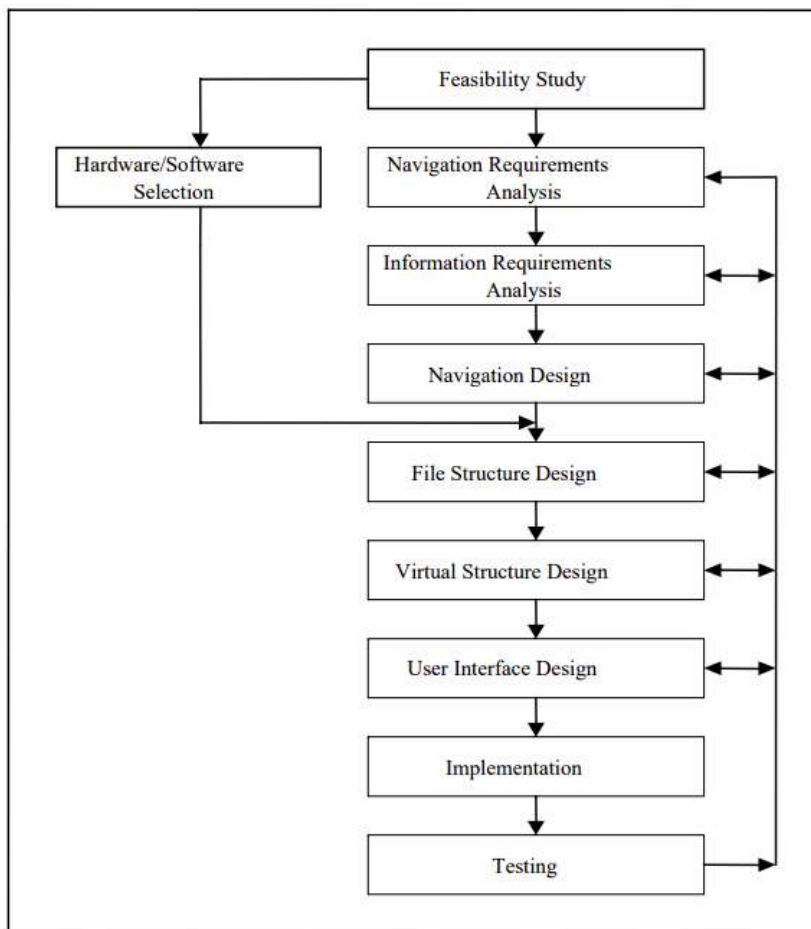 Feasibility Study
Hardware/Software
Selection
Navigation Requirements
Analysis
Information Requirements
Analysis
Navigation Design
File Structure Design
Virtual Structure Design
User Interface Design
Implementation
Testing